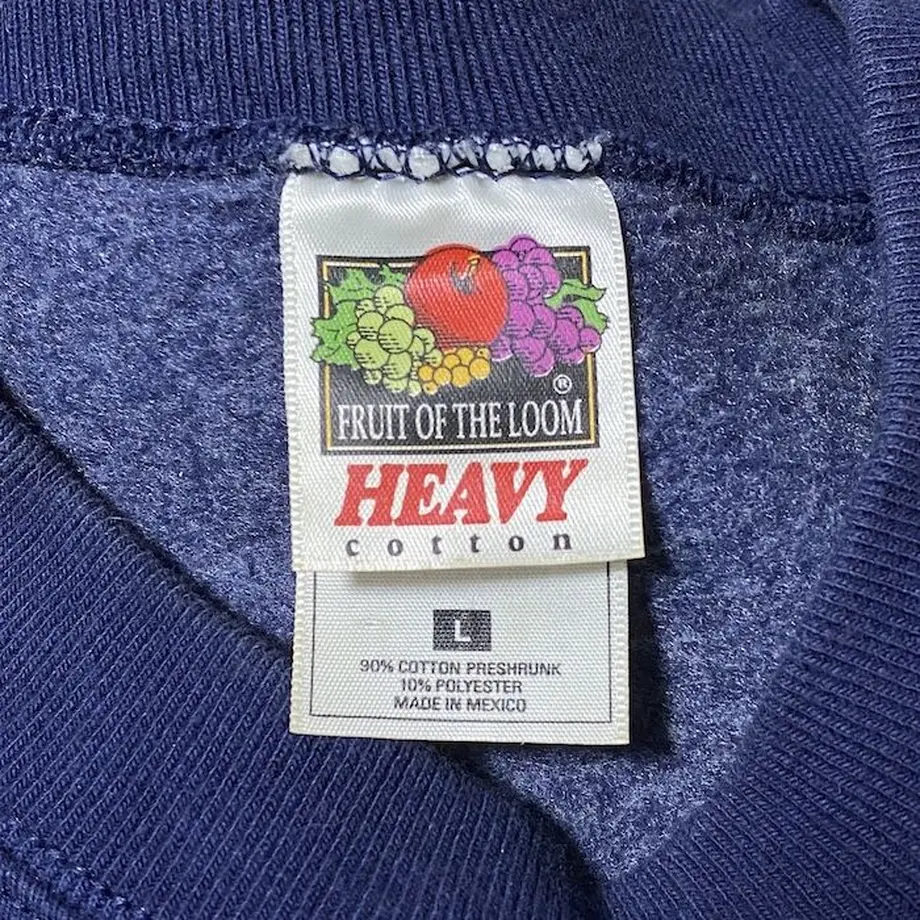 ®
FRUIT OF THE LOOM
HEAVY
cotton
L
90% COTTON PRESHRUNK
10% POLYESTER
MADE IN MEXICO